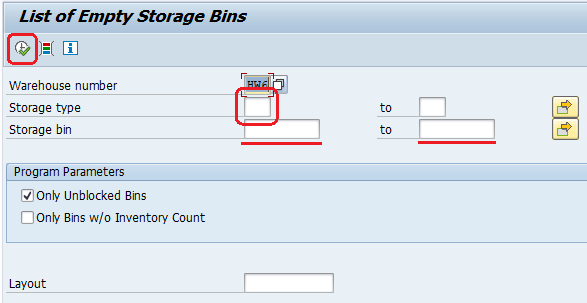 List of Empty Storage Bins
Warehouse number
Storage type to
Storage bin to
Program Parameters
Only Unblocked Bins
Only Bins w/o Inventory Count
Layout